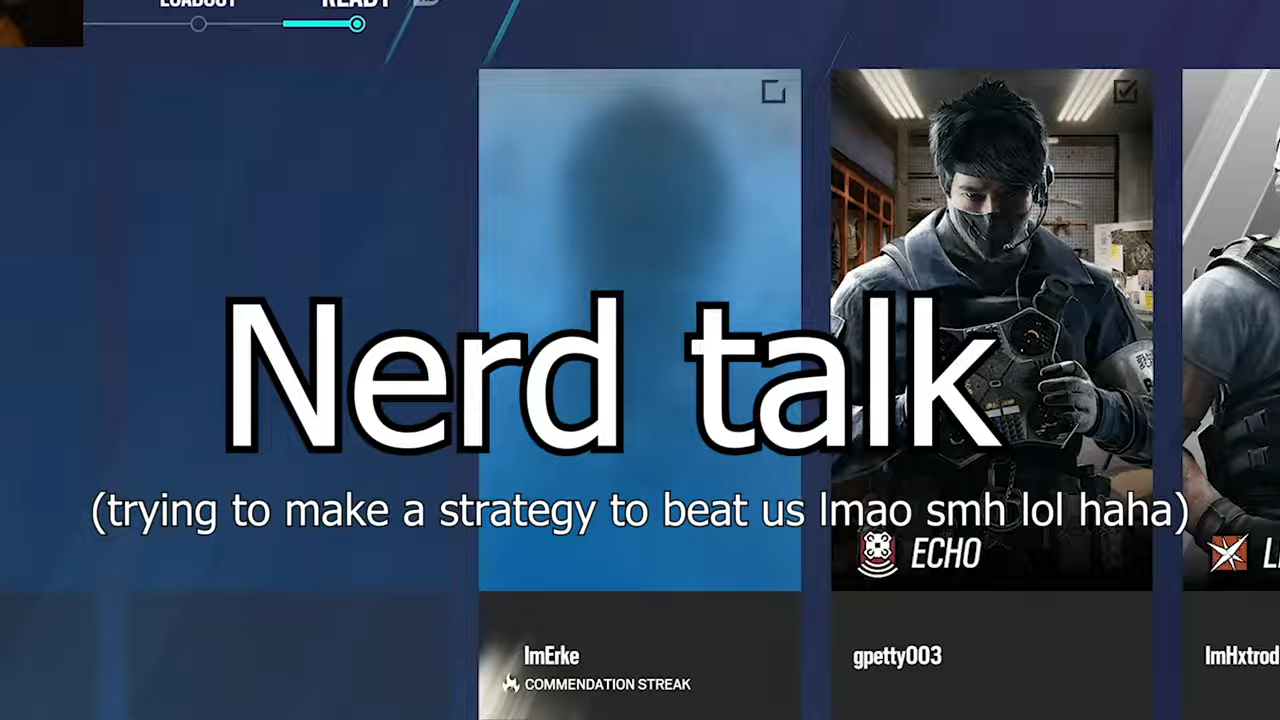 LOADOUT READY
Nerd talk
(trying to make a strategy to beat us lmao smh lol haha)
ECHO
ImErke gpetty003 ImHxtrod
COMMENDATION STREAK